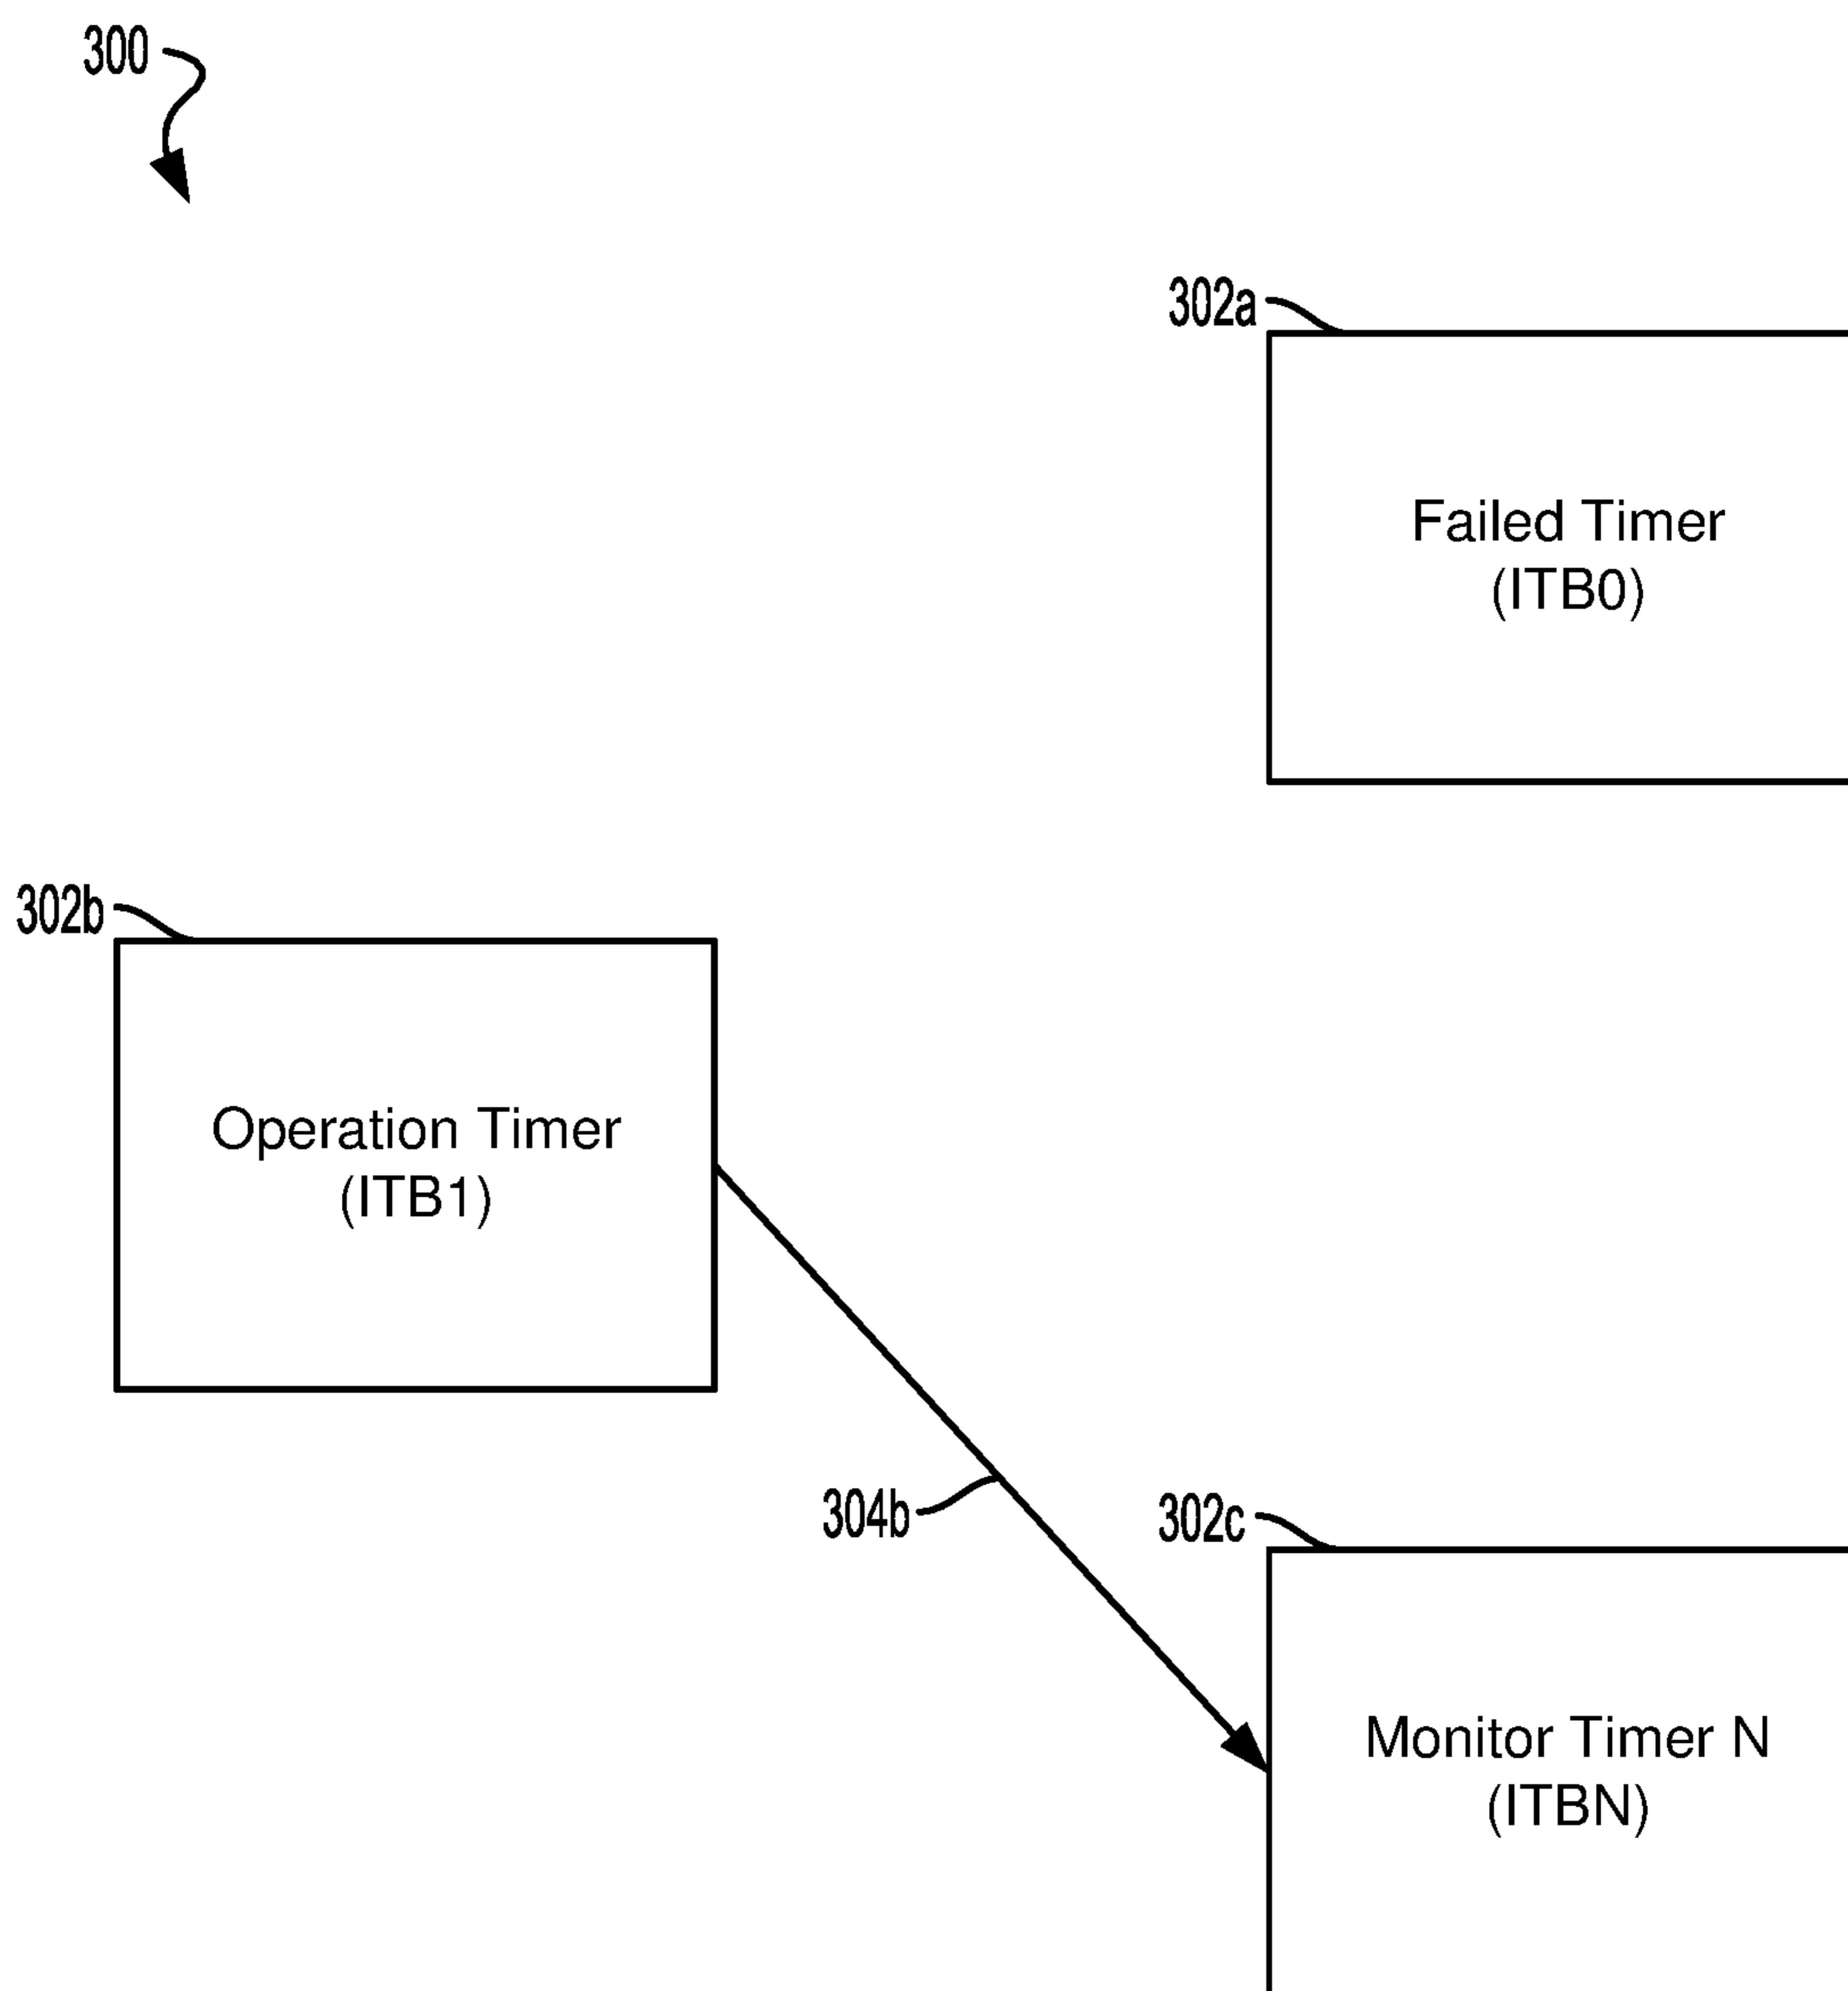 300
302a
Failed Timer
(ITB0)
302b
Operation Timer
(ITB1)
304b
302c
Monitor Timer N
(ITBN)